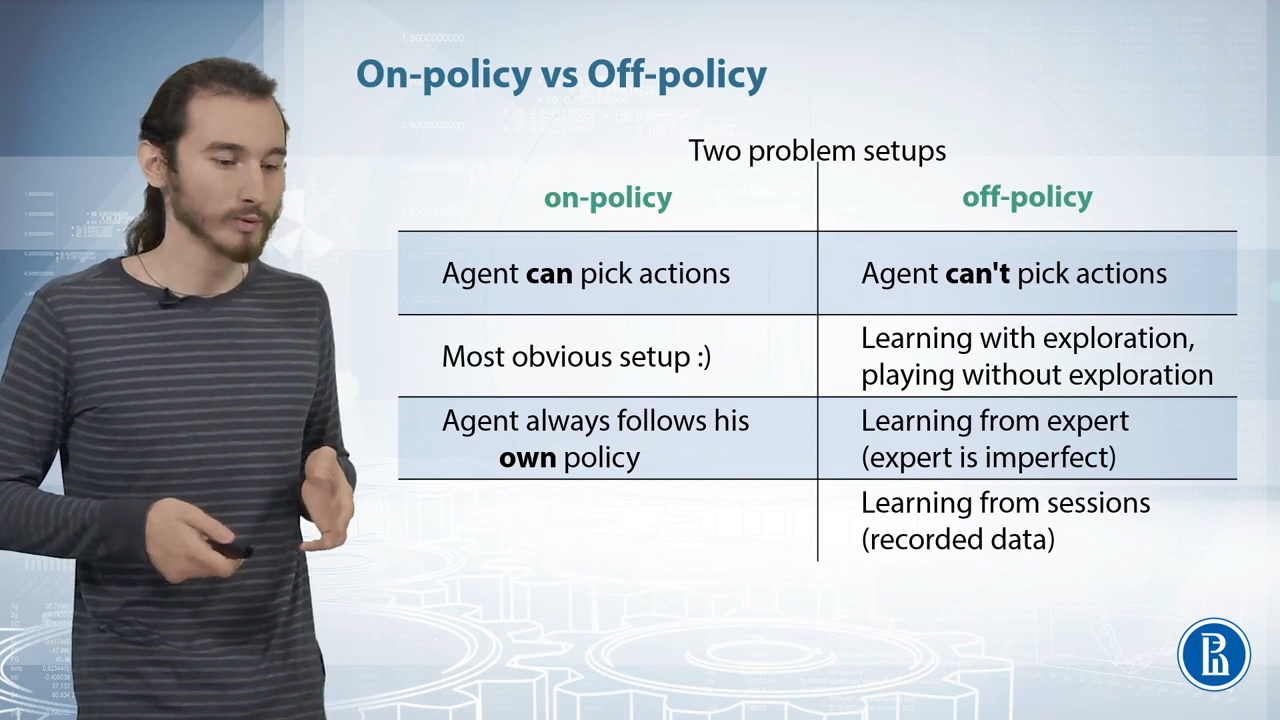 On-policy vs Off-policy
Two problem setups
on-policy
off-policy
Agent can pick actions
Agent can't pick actions
Most obvious setup :)
Learning with exploration,
playing without exploration
Agent always follows his
own policy
Learning from expert
(expert is imperfect)
Learning from sessions
(recorded data)